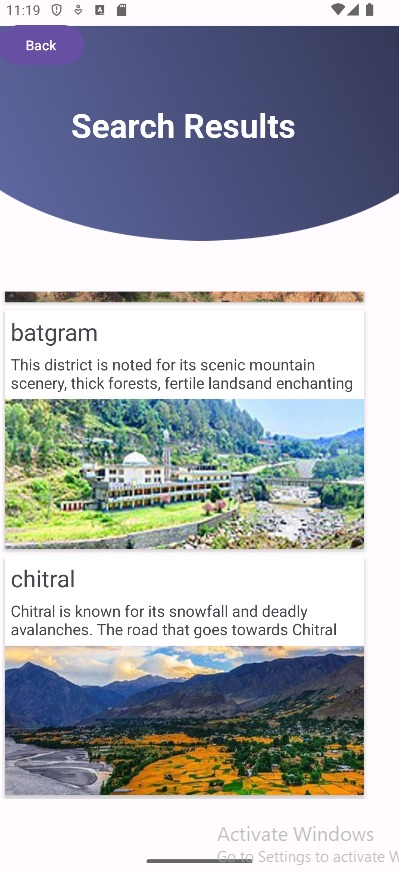 11:19
Back
Search Results
batgram
This district is noted for its scenic mountain
scenery, thick forests, fertile landsand enchanting
chitral
Chitral is known for its snowfall and deadly
avalanches. The road that goes towards Chitral
Activate Windows
Go to Settings to activate W